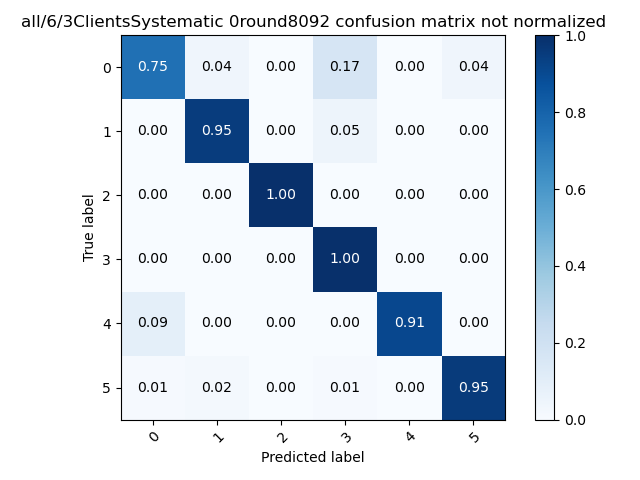 all/6/3ClientsSystematic 0round8092 confusion matrix not normalized
0 0.75 0.04 0.00 0.17 0.00 0.04
1 0.00 0.95 0.00 0.05 0.00 0.00
2 0.00 0.00 1.00 0.00 0.00 0.00
3 0.00 0.00 0.00 1.00 0.00 0.00
4 0.09 0.00 0.00 0.00 0.91 0.00
5 0.01 0.02 0.00 0.01 0.00 0.95
0 1 2 3 4 5
True label
Predicted label
1.0
0.8
0.6
0.4
0.2
0.0